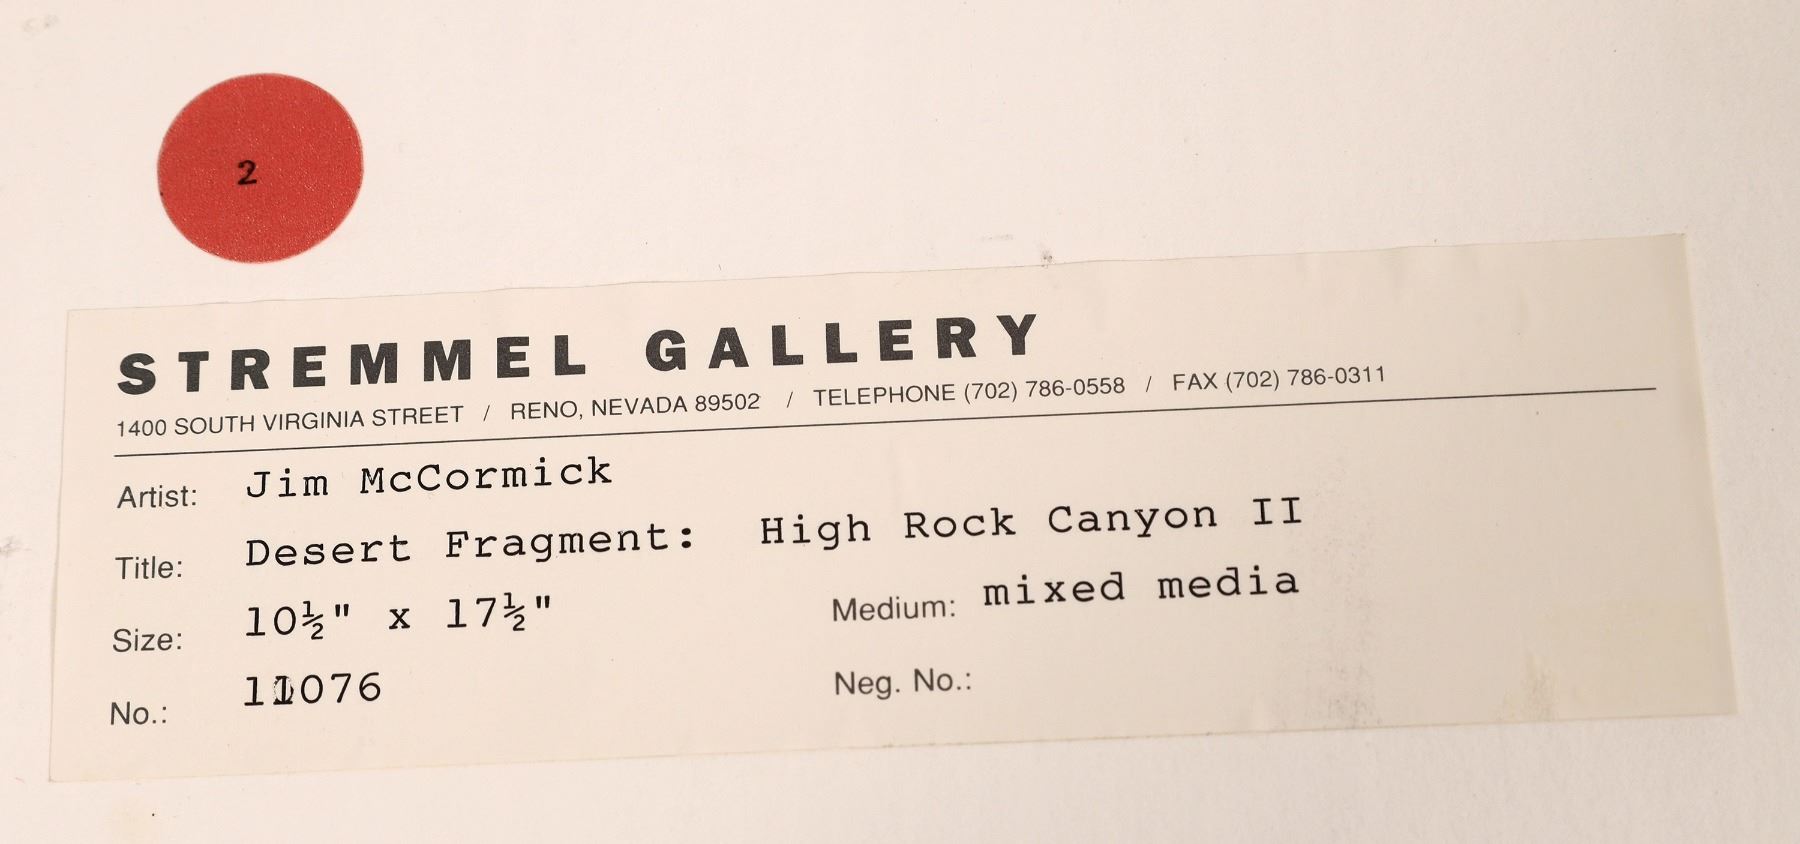 2
STREMMEL GALLERY
1400 SOUTH VIRGINIA STREET / RENO, NEVADA 89502 / TELEPHONE (702) 786-0558 / FAX (702) 786-0311
Artist: Jim McCormick
Title: Desert Fragment: High Rock Canyon II
Size: 10½" x 17½" Medium: mixed media
No.: 11076 Neg. No.: